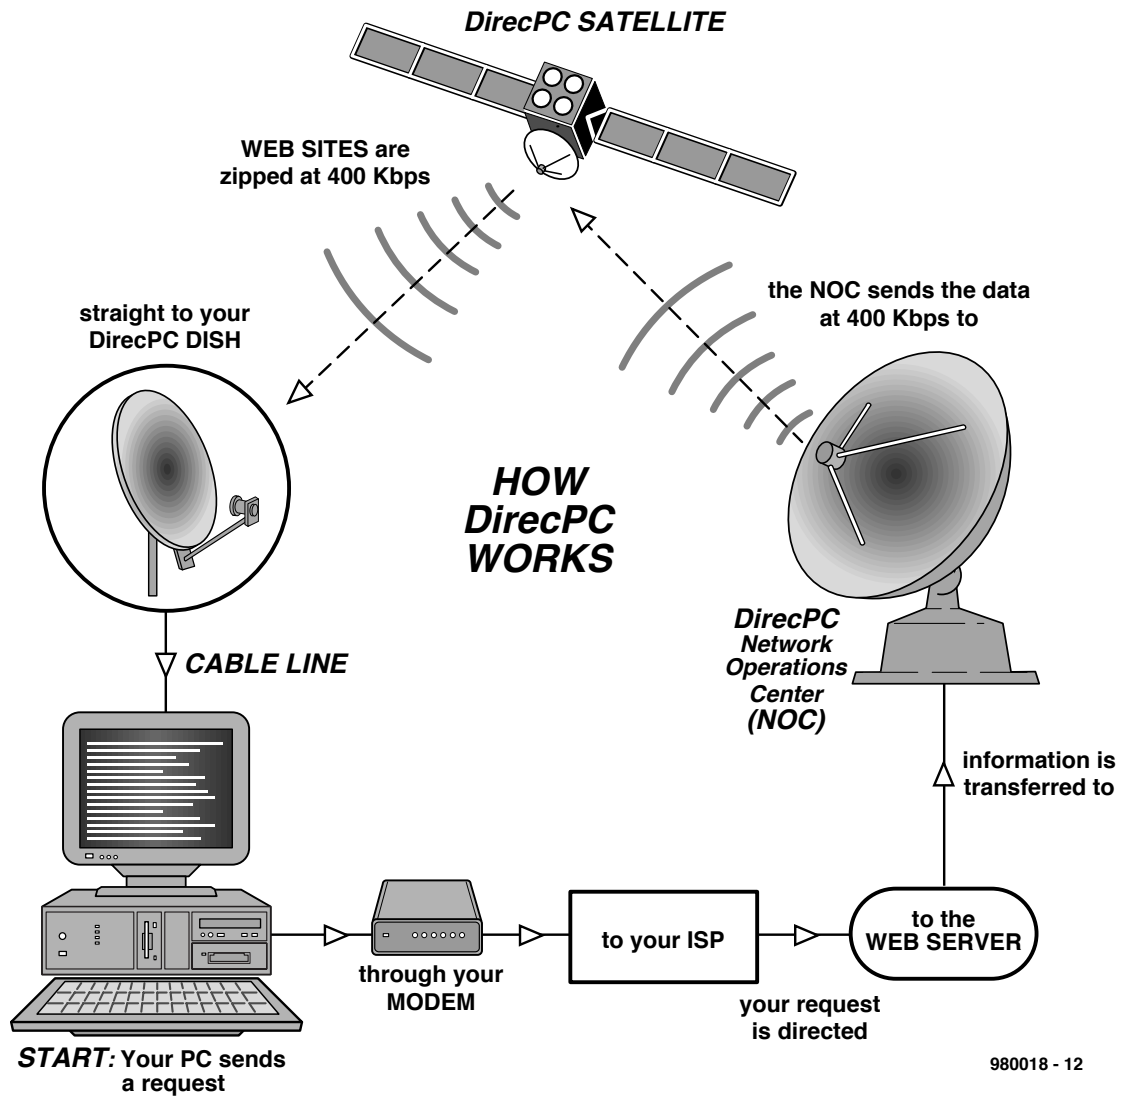 DirecPC SATELLITE
WEB SITES are
zipped at 400 Kbps
straight to your
DirecPC DISH
the NOC sends the data
at 400 Kbps to
HOW
DirecPC
WORKS
DirecPC
Network
Operations
Center
(NOC)
CABLE LINE
information is
transferred to
to your ISP
to the
WEB SERVER
through your
MODEM
your request
is directed
START: Your PC sends
a request
980018 - 12